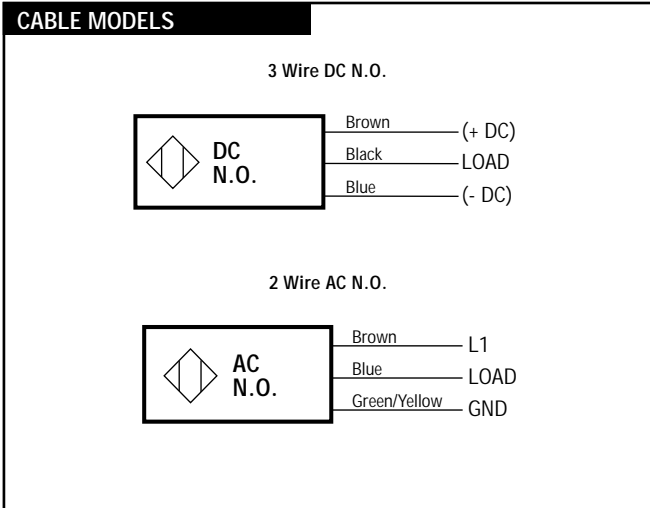 CABLE MODELS
3 Wire DC N.O.
Brown (+ DC)
DC
Black LOAD
N.O.
Blue (- DC)
2 Wire AC N.O.
Brown L1
AC
Blue LOAD
N.O.
Green/Yellow GND